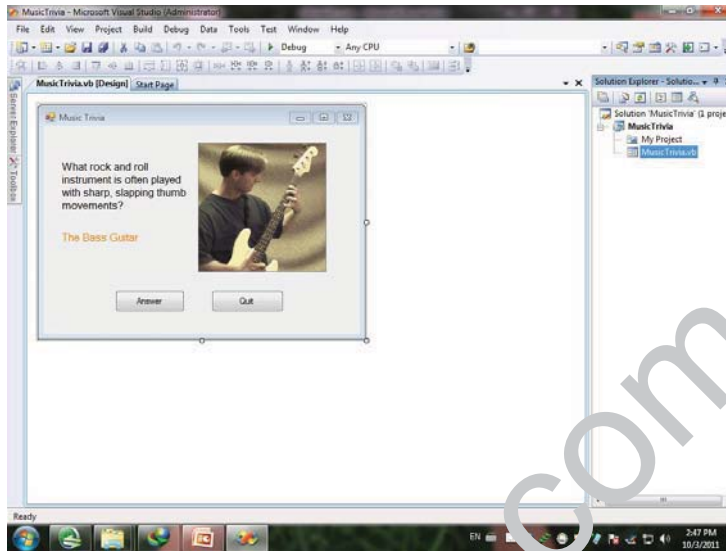 MusicTrivia - Microsoft Visual Studio (Administrator)
File Edit View Project Build Debug Data Tools Test Window Help
Debug Any CPU
MusicTrivia.vb [Design] Start Page
Server Explorer
Toolbox
Music Trivia
What rock and roll
instrument is often played
with sharp, slapping thumb
movements?
The Bass Guitar
Answer Quit
Solution Explorer - Solutio...
Solution 'MusicTrivia' (1 proje
MusicTrivia
My Project
MusicTrivia.vb
Ready
EN
2:47 PM
10/3/2011
com